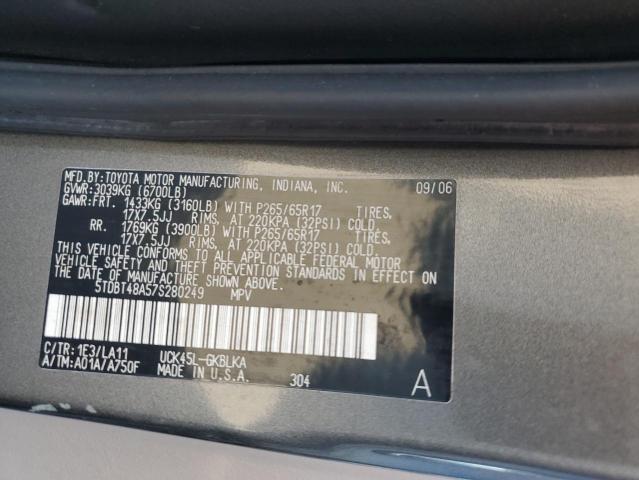 MFD.BY:TOYOTA MOTOR MANUFACTURING, INDIANA, INC. 09/06
GVWR:3039KG (6700LB)
GAWR:FRT. 1433KG (3160LB) WITH P265/65R17 TIRES,
17X7.5JJ RIMS, AT 220KPA (32PSI) COLD.
RR. 1769KG (3900LB) WITH P265/65R17 TIRES,
17X7.5JJ RIMS, AT 220KPA (32PSI) COLD.
THIS VEHICLE CONFORMS TO ALL APPLICABLE FEDERAL MOTOR
VEHICLE SAFETY AND THEFT PREVENTION STANDARDS IN EFFECT ON
THE DATE OF MANUFACTURE SHOWN ABOVE.
5TDBT48A57S280249 MPV
C/TR:1E3/LA11 UCK45L-GKBLKA
A/TM:A01A/A750F MADE IN U.S.A. 304
A